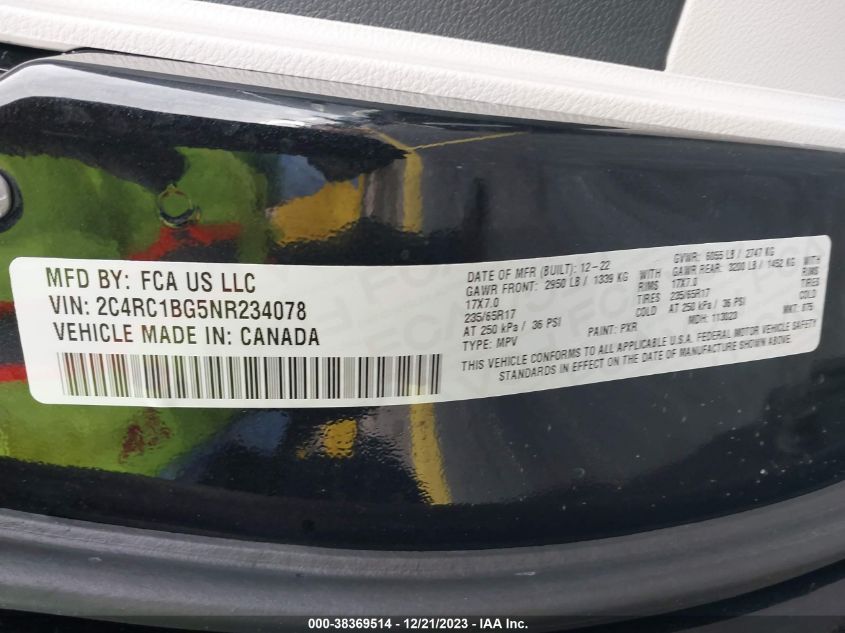 MFD BY: FCA US LLC
VIN: 2C4RC1BG5NR234078
VEHICLE MADE IN: CANADA
DATE OF MFR (BUILT): 12-22
GAWR FRONT: 2950 LB / 1339 KG WITH
17X7.0 RIMS
235/65R17 TIRES
AT 250 kPa / 36 PSI COLD
TYPE: MPV PAINT: PXR
GVWR: 6055 LB / 2747 KG
GAWR REAR: 3200 LB / 1452 KG WITH
17X7.0 RIMS
235/65R17 TIRES
AT 250 kPa / 36 PSI COLD
MDH: 113023 MKT:
THIS VEHICLE CONFORMS TO ALL APPLICABLE U.S.A. FEDERAL MOTOR VEHICLE SAFETY
STANDARDS IN EFFECT ON THE DATE OF MANUFACTURE SHOWN ABOVE.
000-38369514 - 12/21/2023 - IAA Inc.